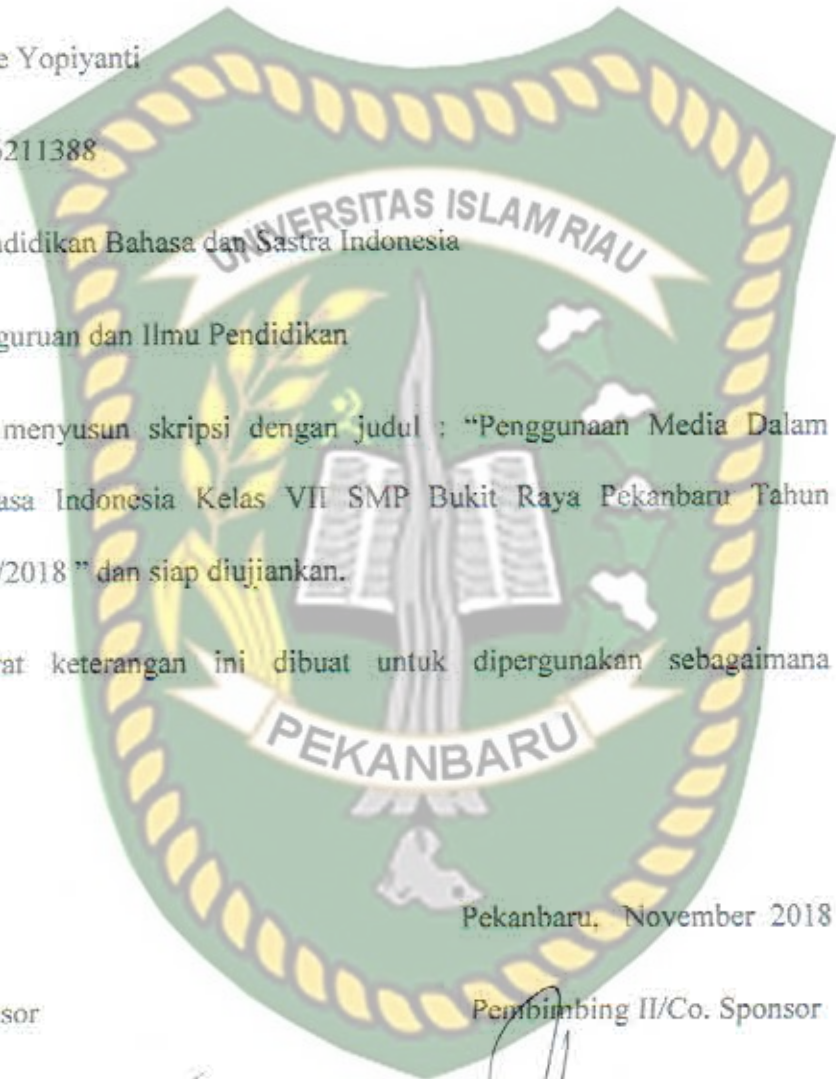 e Yopiyanti
5211388
didikan Bahasa dan Sastra Indonesia
UNIVERSITAS ISLAM RIAU
guruan dan Ilmu Pendidikan
menyusun skripsi dengan judul : “Penggunaan Media Dalam
asa Indonesia Kelas VII SMP Bukit Raya Pekanbaru Tahun
/2018 ” dan siap diujiankan.
rat keterangan ini dibuat untuk dipergunakan sebagaimana
PEKANBARU
Pekanbaru, November 2018
sor Pembimbing II/Co. Sponsor